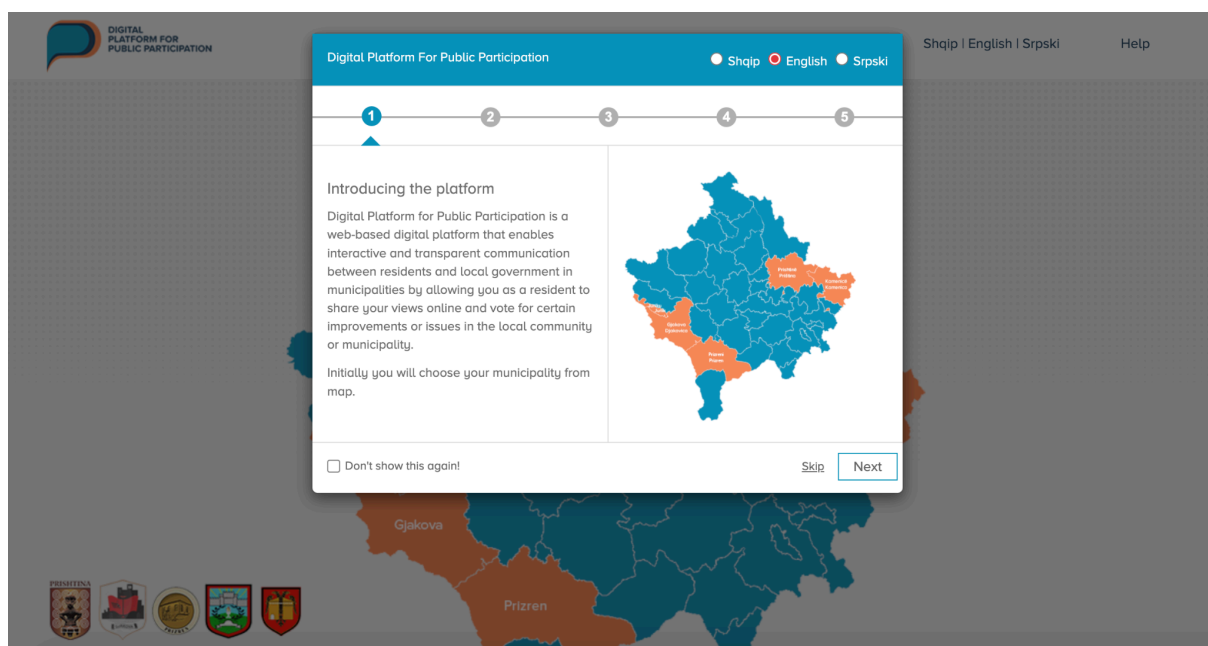 DIGITAL
PLATFORM FOR
PUBLIC PARTICIPATION
Shqip | English | Srpski
Help
Digital Platform For Public Participation
Shqip
English
Srpski
1
2
3
4
5
Introducing the platform
Digital Platform for Public Participation is a
web-based digital platform that enables
interactive and transparent communication
between residents and local government in
municipalities by allowing you as a resident to
share your views online and vote for certain
improvements or issues in the local community
or municipality.
Initially you will choose your municipality from
map.
Don't show this again!
Skip
Next
Gjakova
Prizren
PRISHTINA